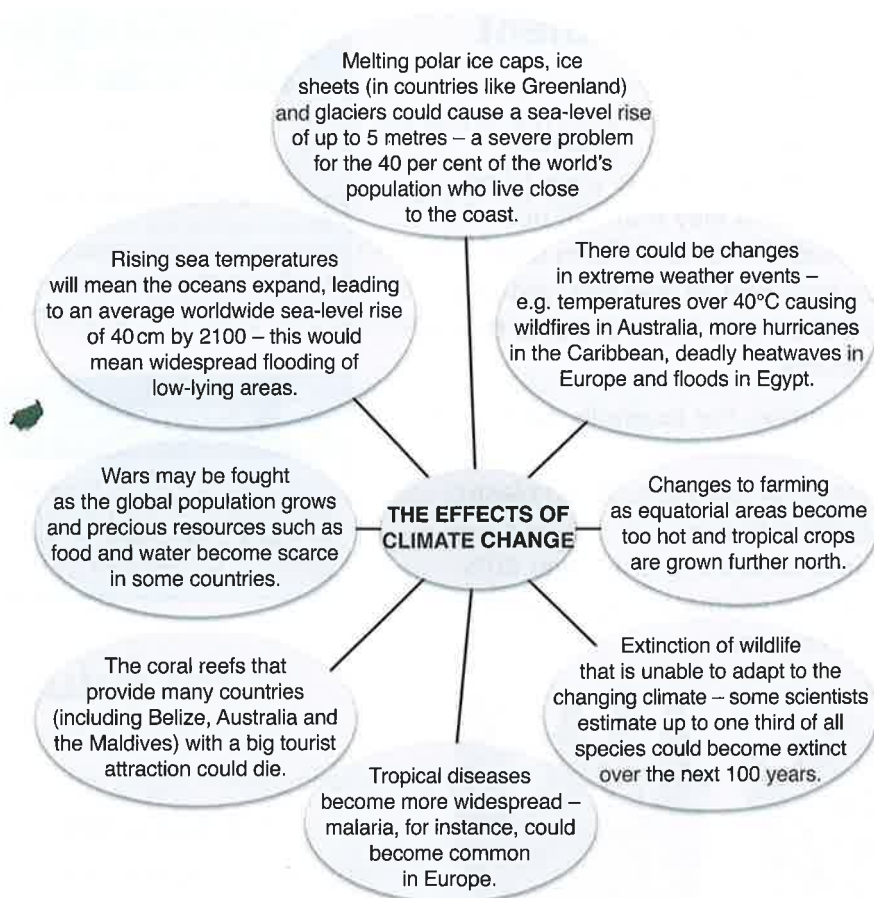 Melting polar ice caps, ice
sheets (in countries like Greenland)
and glaciers could cause a sea-level rise
of up to 5 metres – a severe problem
for the 40 per cent of the world's
population who live close
to the coast.
Rising sea temperatures
will mean the oceans expand, leading
to an average worldwide sea-level rise
of 40 cm by 2100 – this would
mean widespread flooding of
low-lying areas.
There could be changes
in extreme weather events –
e.g. temperatures over 40°C causing
wildfires in Australia, more hurricanes
in the Caribbean, deadly heatwaves in
Europe and floods in Egypt.
Wars may be fought
as the global population grows
and precious resources such as
food and water become scarce
in some countries.
THE EFFECTS OF
CLIMATE CHANGE
Changes to farming
as equatorial areas become
too hot and tropical crops
are grown further north.
The coral reefs that
provide many countries
(including Belize, Australia and
the Maldives) with a big tourist
attraction could die.
Tropical diseases
become more widespread –
malaria, for instance, could
become common
in Europe.
Extinction of wildlife
that is unable to adapt to the
changing climate – some scientists
estimate up to one third of all
species could become extinct
over the next 100 years.